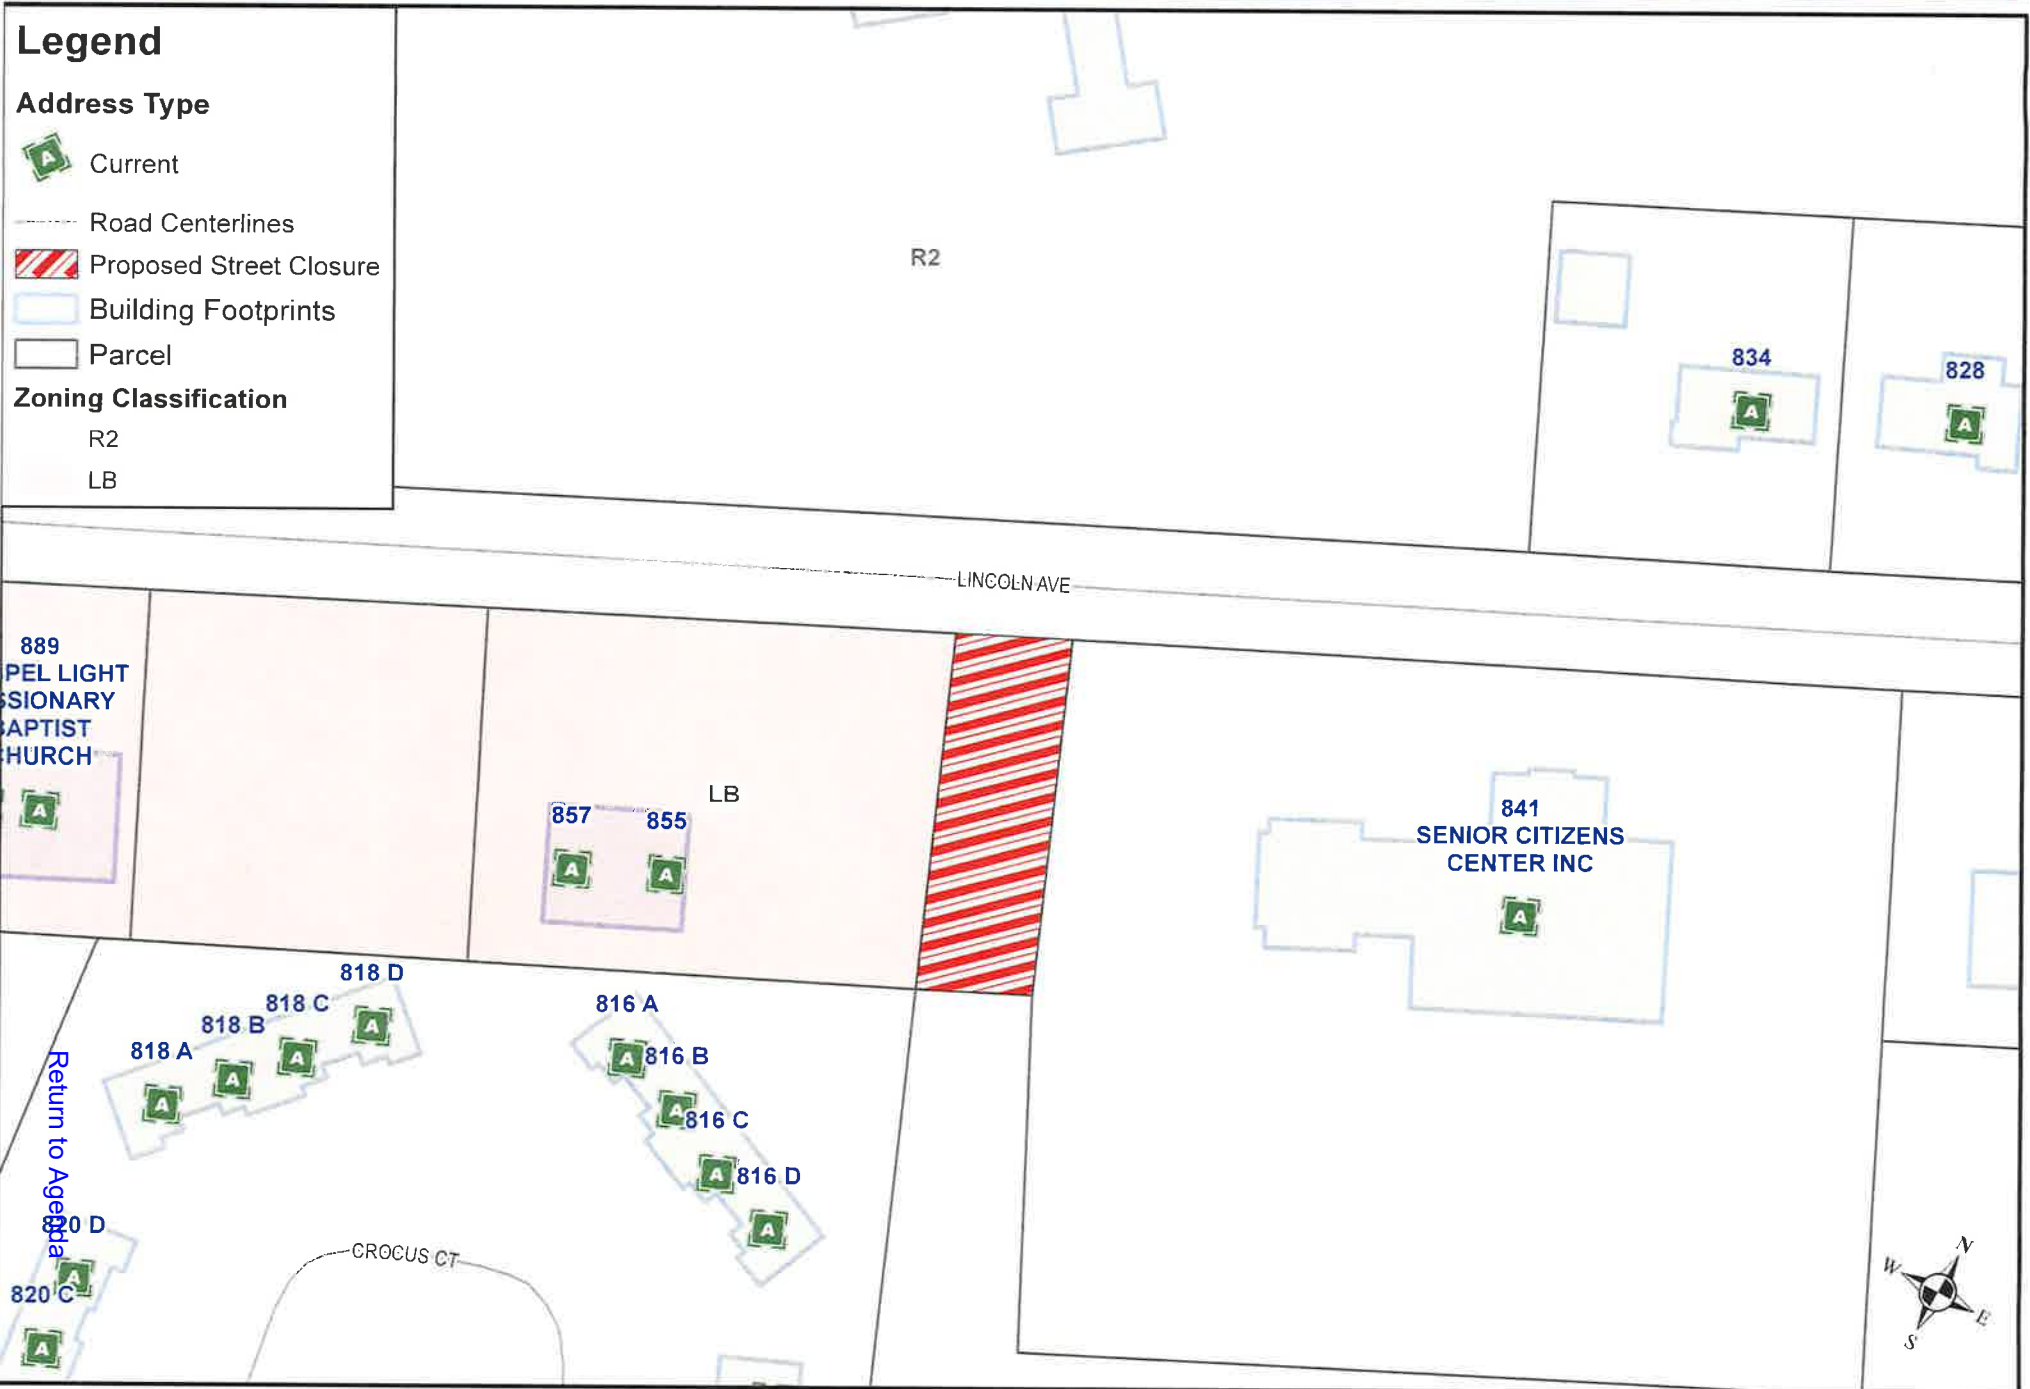 Legend
Address Type
Current
Road Centerlines
Proposed Street Closure
Building Footprints
Parcel
Zoning Classification
R2
LB
R2
834
828
LINCOLN AVE
889
PEL LIGHT
SSIONARY
BAPTIST
HURCH
857
855
LB
841
SENIOR CITIZENS
CENTER INC
818 D
818 C
818 B
818 A
816 A
816 B
816 C
816 D
Return to Agenda
820 D
820 C
CROCUS CT
N
W
E
S